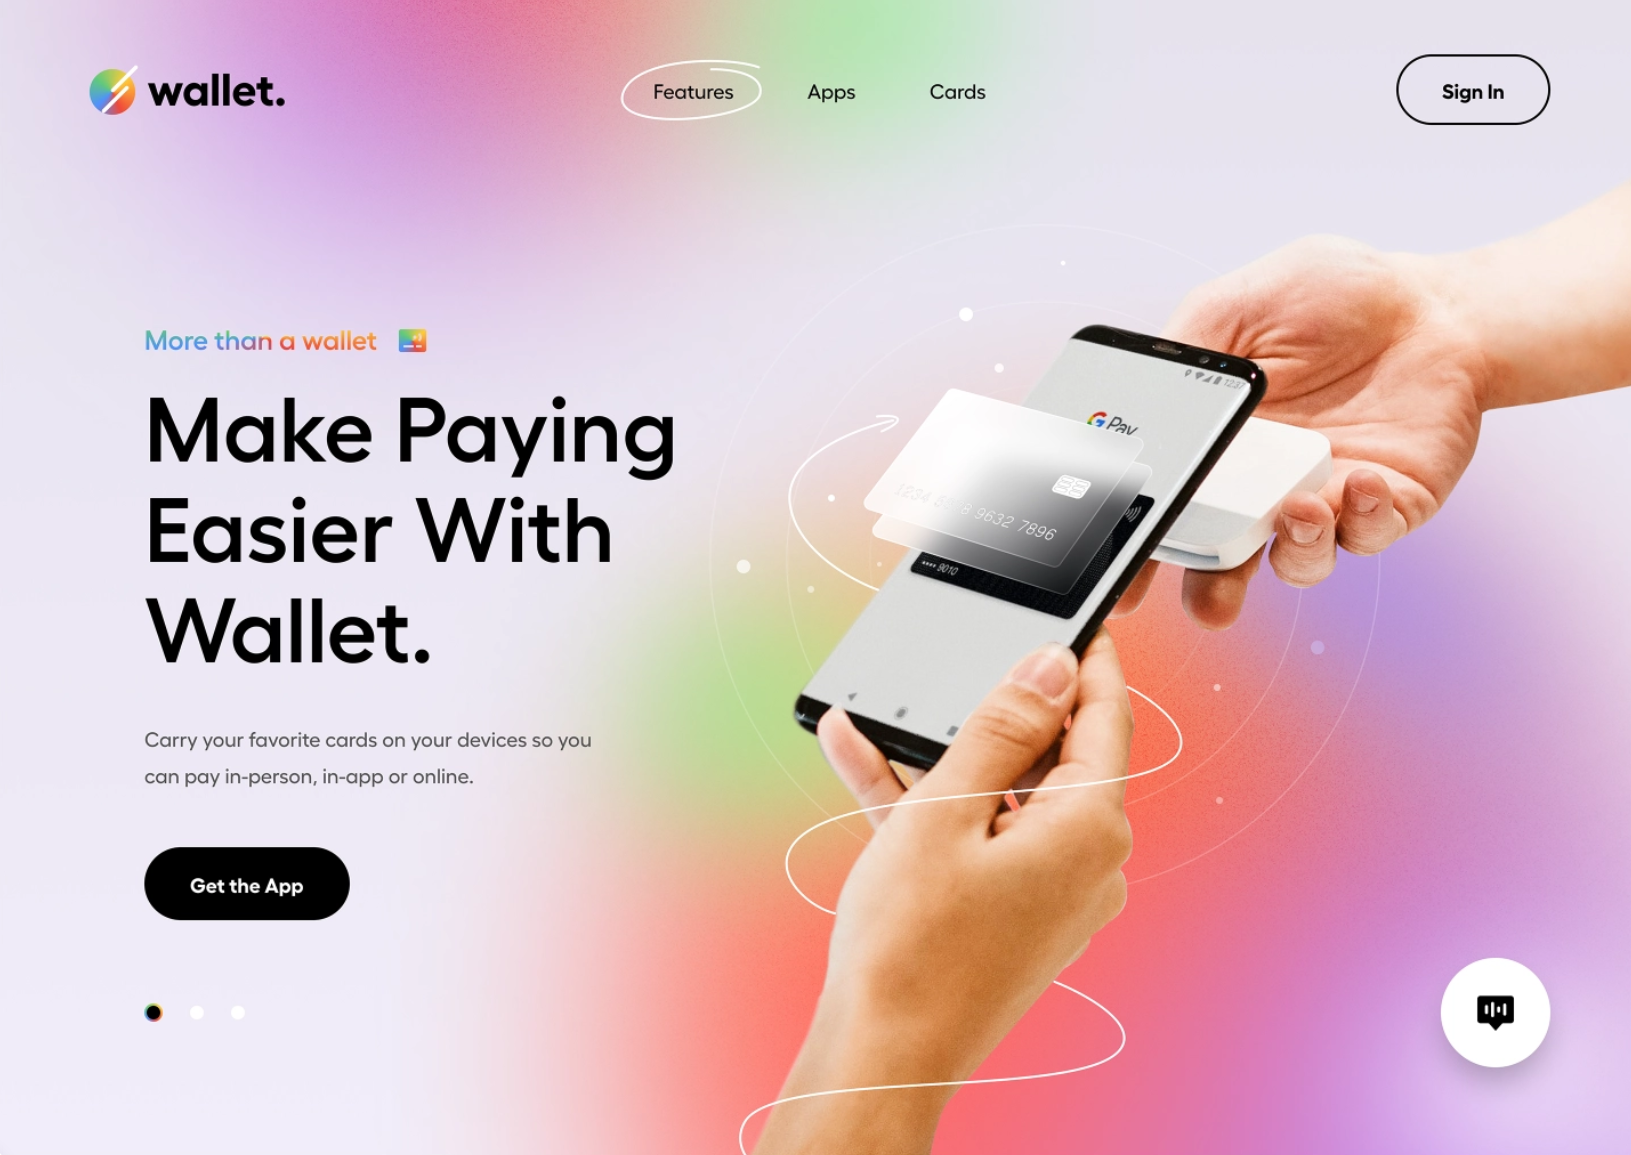 wallet.
Features
Apps
Cards
Sign In
More than a wallet
Make Paying
Easier With
Wallet.
Carry your favorite cards on your devices so you
can pay in-person, in-app or online.
Get the App
12:37
G Pay
9632 7896
•••• 9010